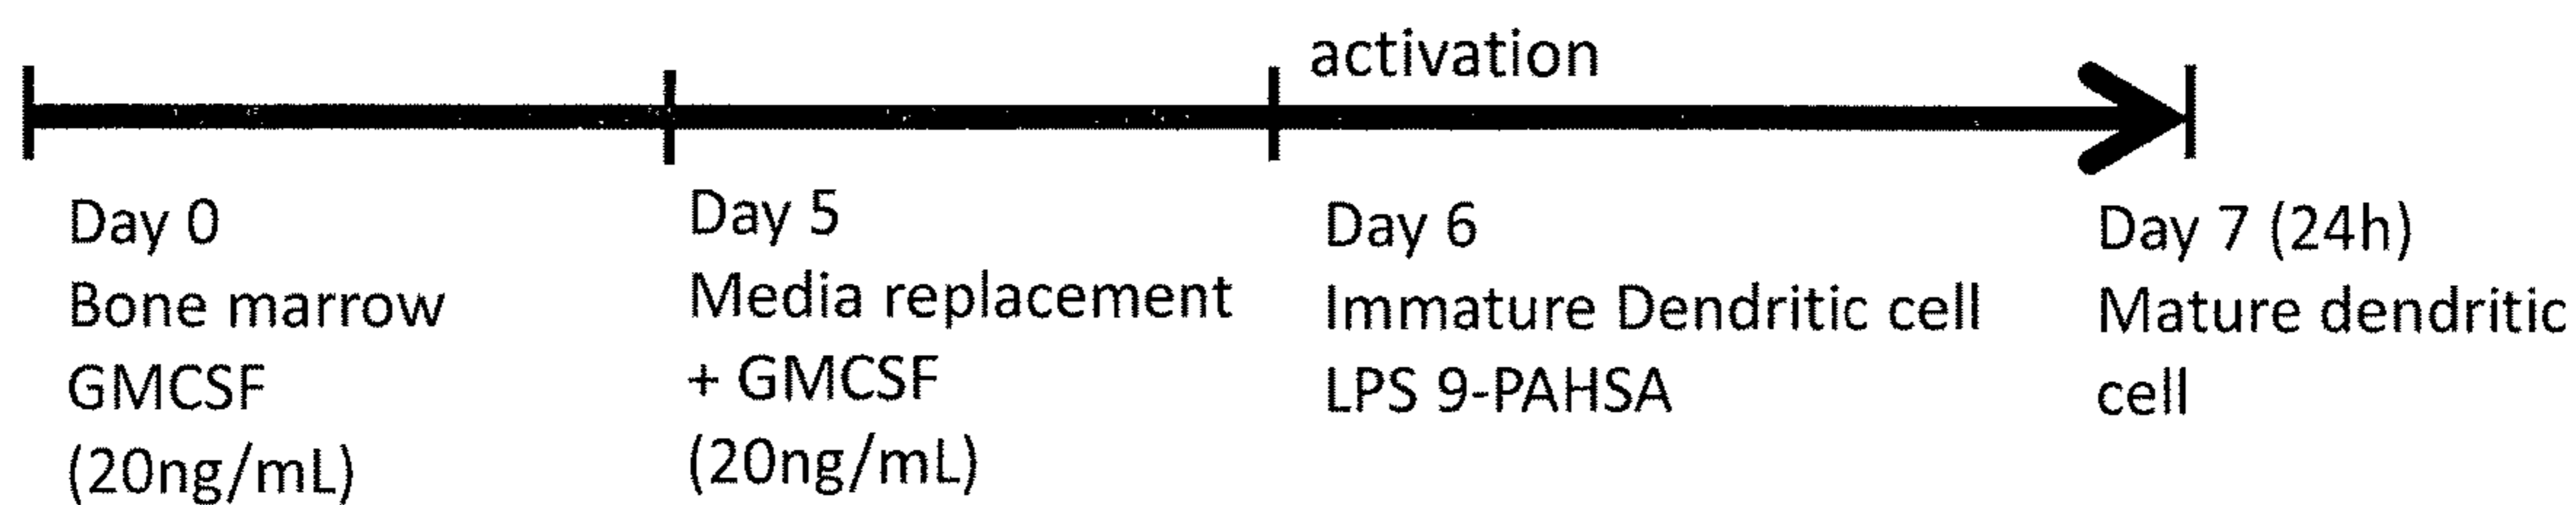 activation
Day 0
Bone marrow
GMCSF
(20ng/mL)
Day 5
Media replacement
+ GMCSF
(20ng/mL)
Day 6
Immature Dendritic cell
LPS 9-PAHSA
Day 7 (24h)
Mature dendritic
cell